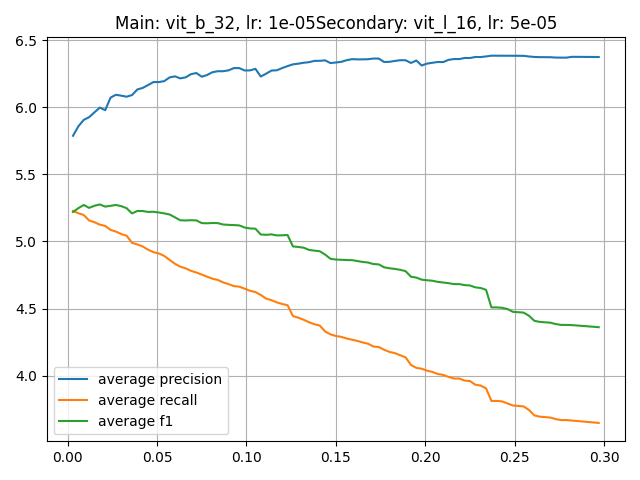 Main: vit_b_32, lr: 1e-05Secondary: vit_l_16, lr: 5e-05
6.5
6.0
5.5
5.0
4.5
4.0
average precision
average recall
average f1
0.00 0.05 0.10 0.15 0.20 0.25 0.30